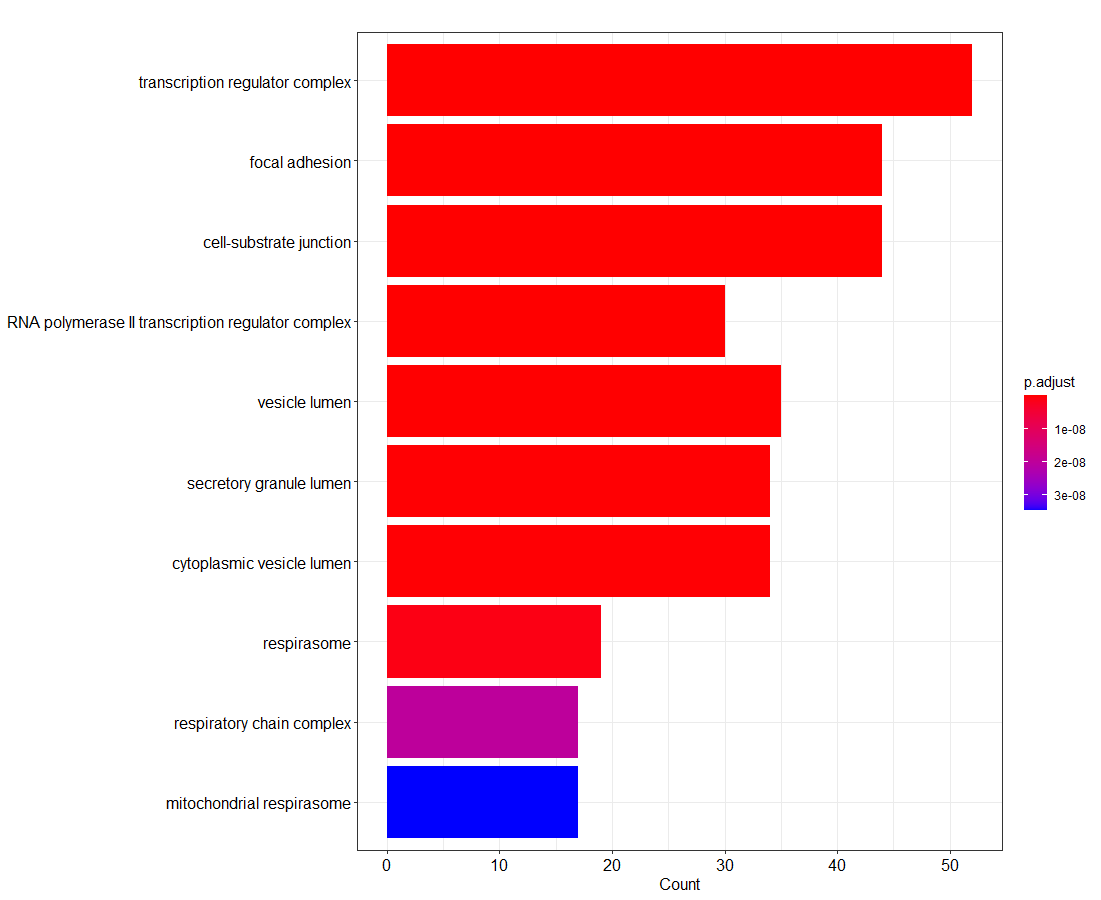 transcription regulator complex
focal adhesion
cell-substrate junction
RNA polymerase II transcription regulator complex
vesicle lumen
secretory granule lumen
cytoplasmic vesicle lumen
respirasome
respiratory chain complex
mitochondrial respirasome
0 10 20 30 40 50
Count
p.adjust
1e-08
2e-08
3e-08